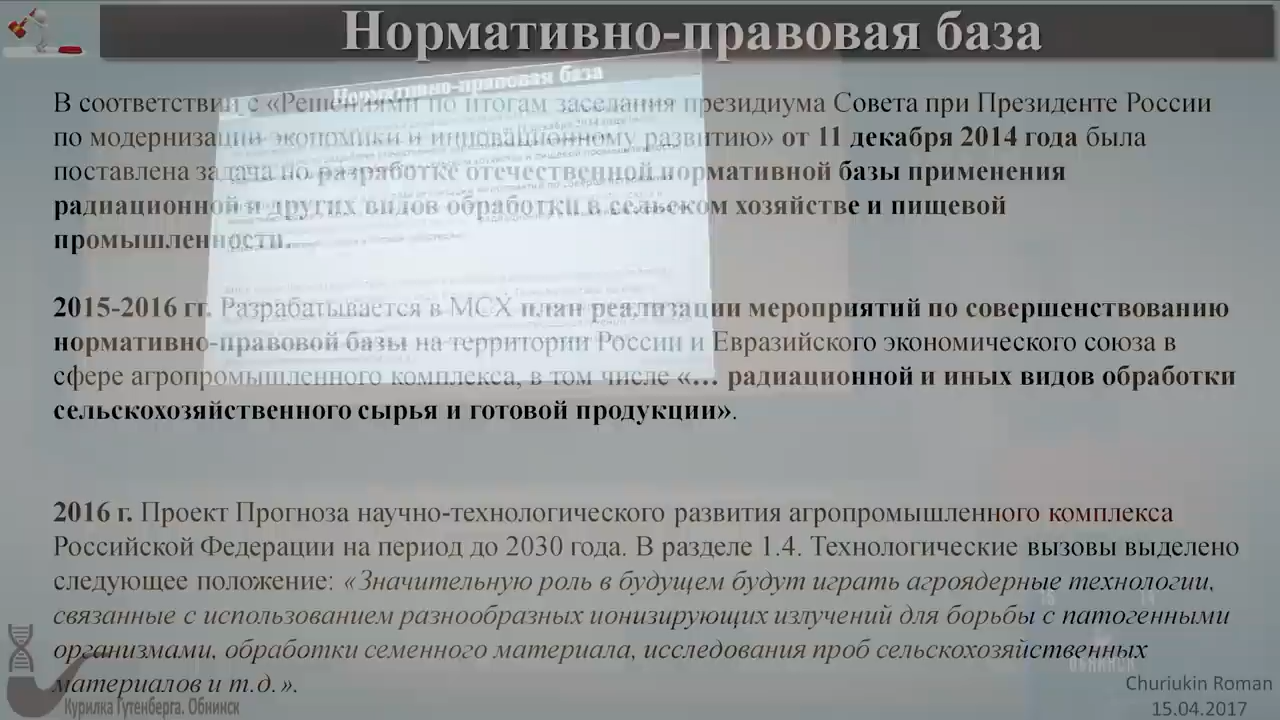 Нормативно-правовая база
В соответствии с «Решениями по итогам заседания президиума Совета при Президенте России
по модернизации экономики и инновационному развитию» от 11 декабря 2014 года была
поставлена задача по разработке отечественной нормативной базы применения
радиационной и других видов обработки в сельском хозяйстве и пищевой
промышленности.
Нормативно-правовая база
2015-2016 гг. Разрабатывается в МСХ план реализации мероприятий по совершенствованию
нормативно-правовой базы на территории России и Евразийского экономического союза в
сфере агропромышленного комплекса, в том числе «… радиационной и иных видов обработки
сельскохозяйственного сырья и готовой продукции».
2016 г. Проект Прогноза научно-технологического развития агропромышленного комплекса
Российской Федерации на период до 2030 года. В разделе 1.4. Технологические вызовы выделено
следующее положение: «Значительную роль в будущем будут играть агроядерные технологии,
связанные с использованием разнообразных ионизирующих излучений для борьбы с патогенными
организмами, обработки семенного материала, исследования проб сельскохозяйственных
материалов и т.д.».
ОБНИНСК
Курилка Гутенберга. Обнинск
Churiukin Roman
15.04.2017